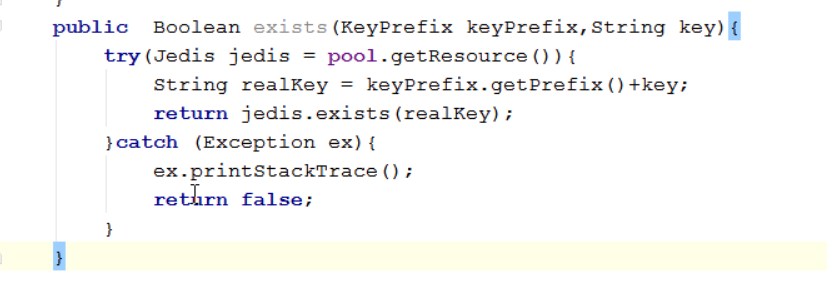 }
public  Boolean exists(KeyPrefix keyPrefix,String key){
try(Jedis jedis = pool.getResource()){
String realKey = keyPrefix.getPrefix()+key;
return jedis.exists(realKey);
}catch (Exception ex){
ex.printStackTrace();
return false;
}
}